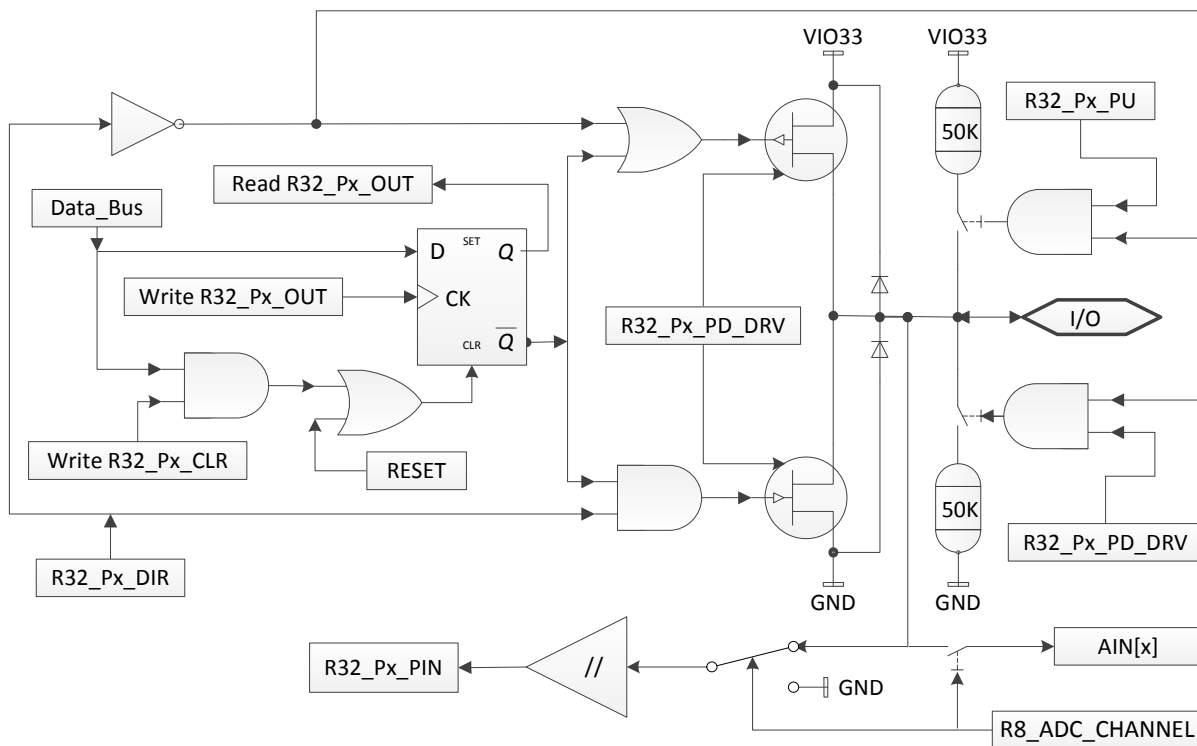 VIO33
VIO33
R32_Px_PU
50K
Read R32_Px_OUT
Data_Bus
D
SET
Q
Write R32_Px_OUT
CK
R32_Px_PD_DRV
I/O
CLR
Q
Write R32_Px_CLR
RESET
50K
R32_Px_PD_DRV
R32_Px_DIR
GND
GND
R32_Px_PIN
//
AIN[x]
GND
R8_ADC_CHANNEL